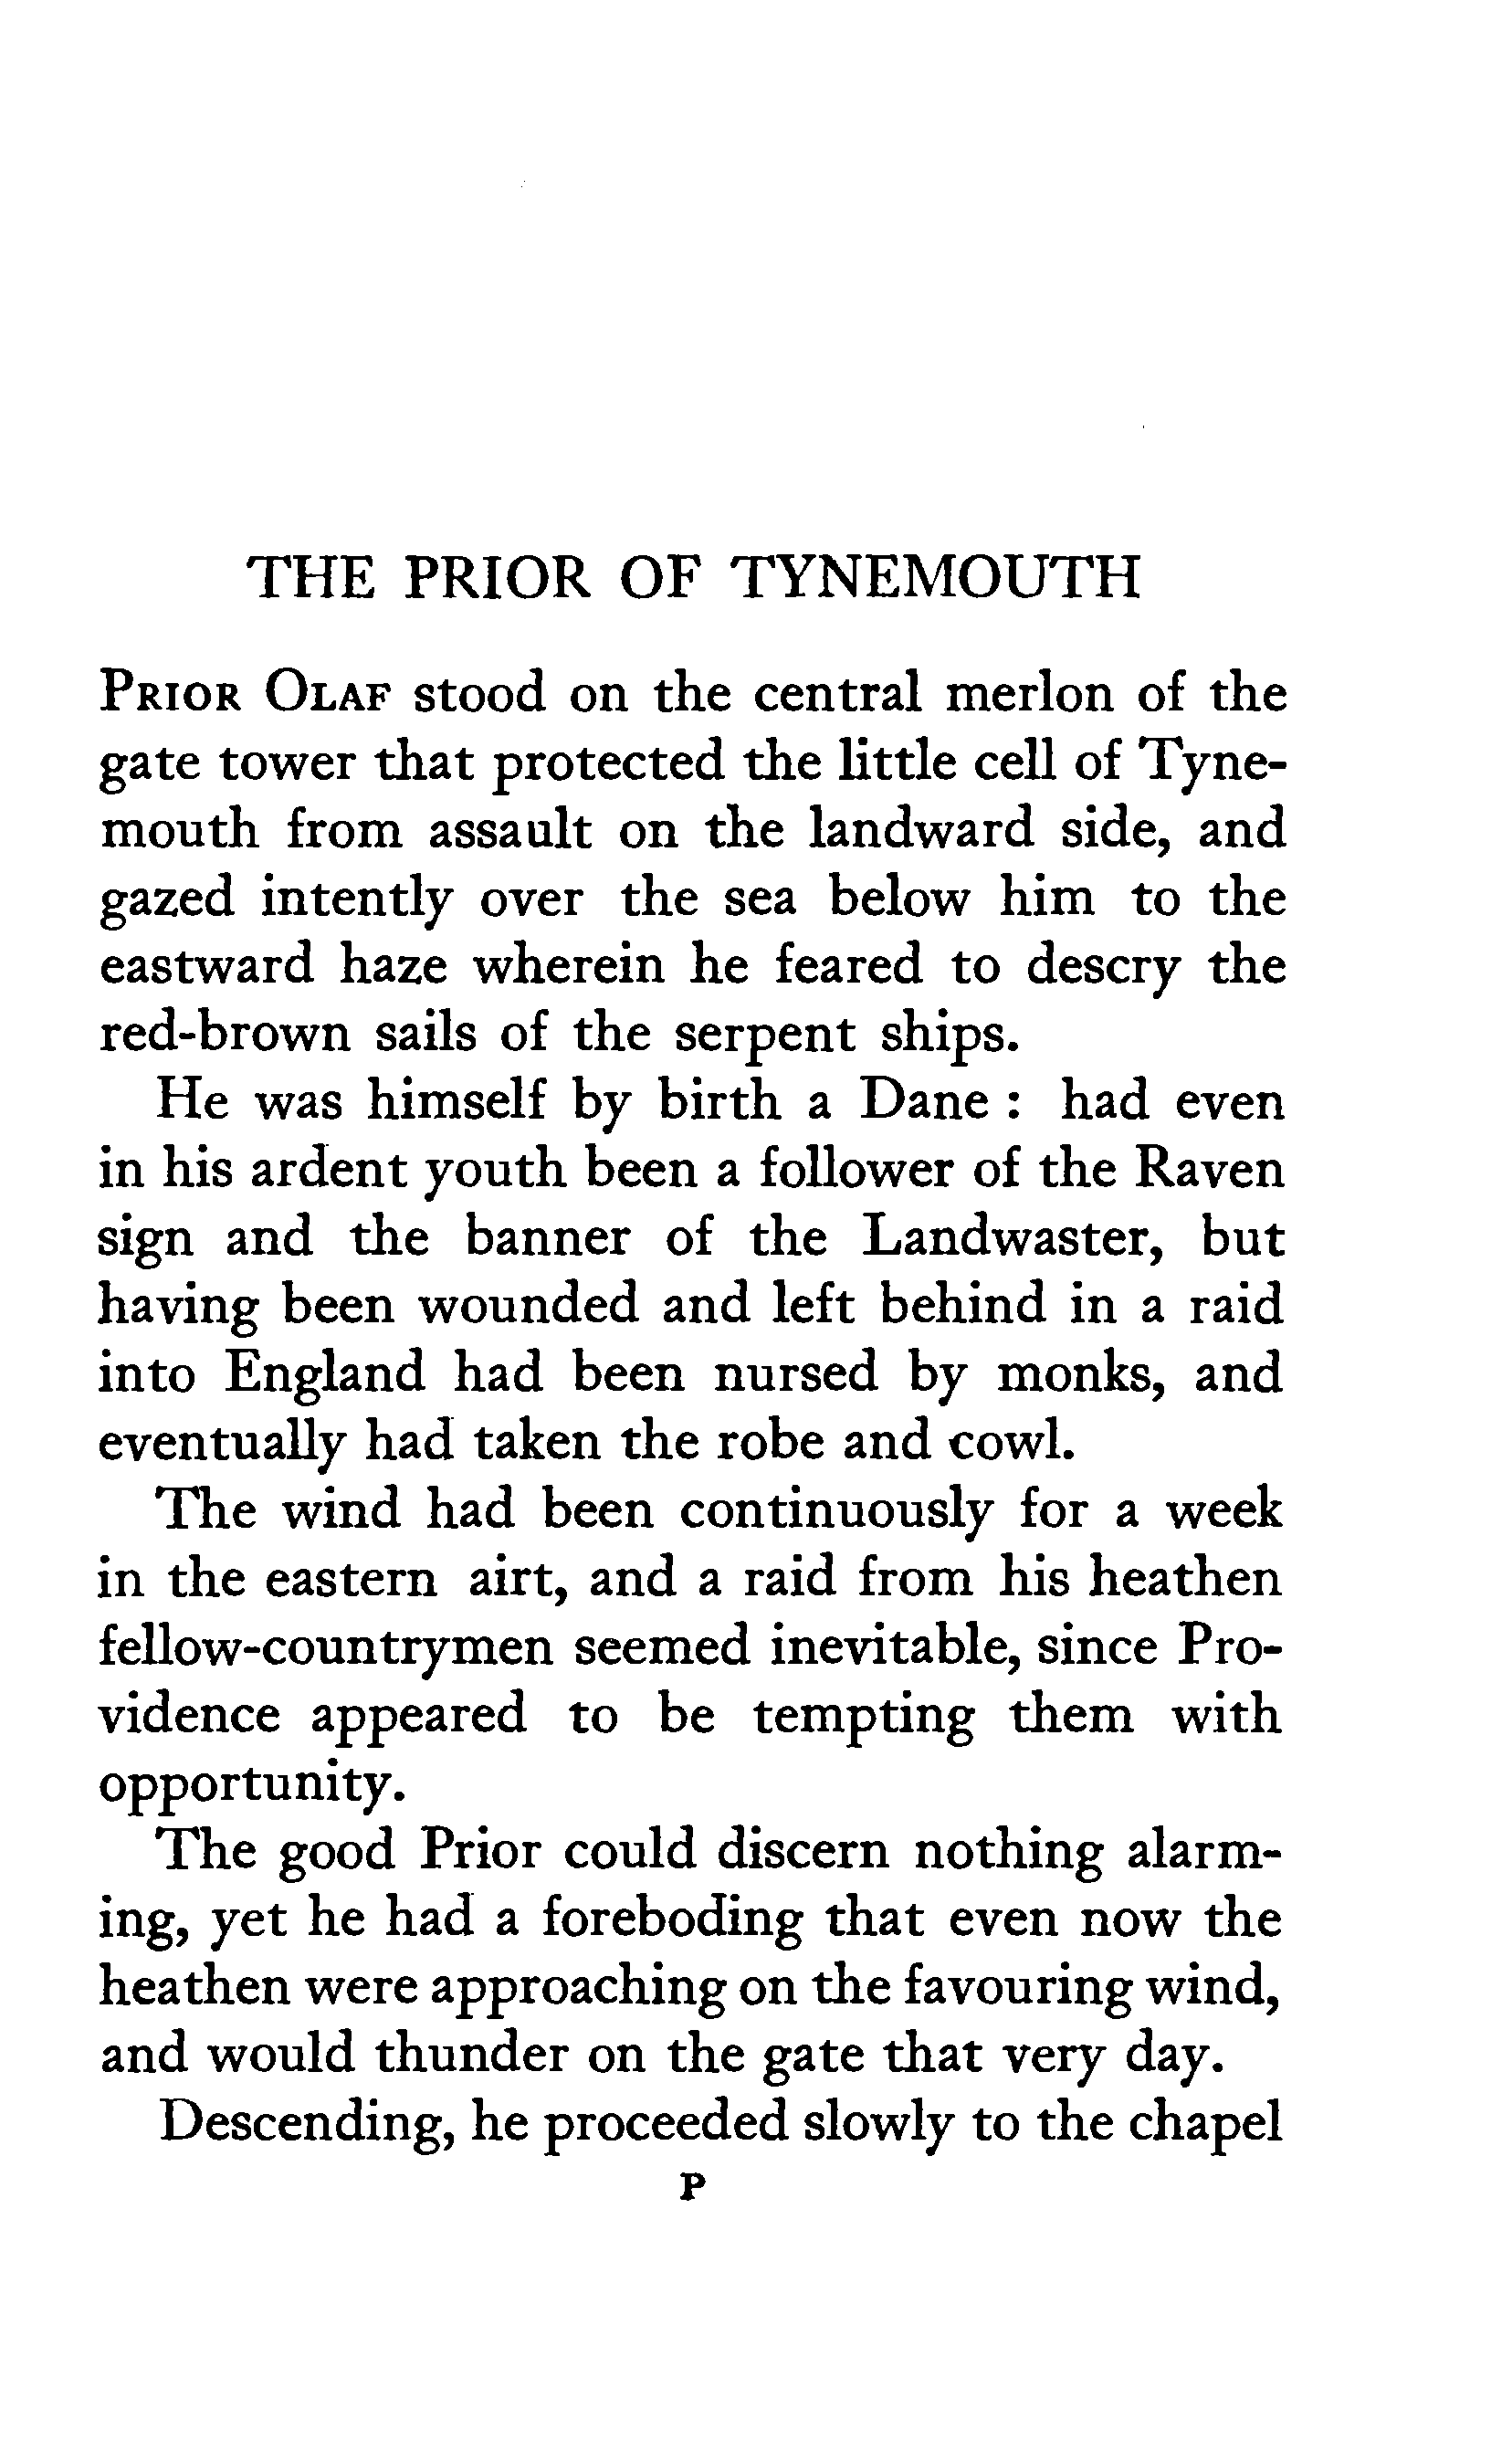 THE PRIOR OF TYNEMOUTH
PRIOR OLAF stood on the central merlon of the
gate tower that protected the little cell of Tyne-
mouth from assault on the landward side, and
gazed intently over the sea below him to the
eastward haze wherein he feared to descry the
red-brown sails of the serpent ships.
He was himself by birth a Dane : had even
in his ardent youth been a follower of the Raven
sign and the banner of the Landwaster, but
having been wounded and left behind in a raid
into England had been nursed by monks, and
eventually had taken the robe and cowl.
The wind had been continuously for a week
in the eastern airt, and a raid from his heathen
fellow-countrymen seemed inevitable, since Pro-
vidence appeared to be tempting them with
opportunity.
The good Prior could discern nothing alarm-
ing, yet he had a foreboding that even now the
heathen were approaching on the favouring wind,
and would thunder on the gate that very day.
Descending, he proceeded slowly to the chapel
P